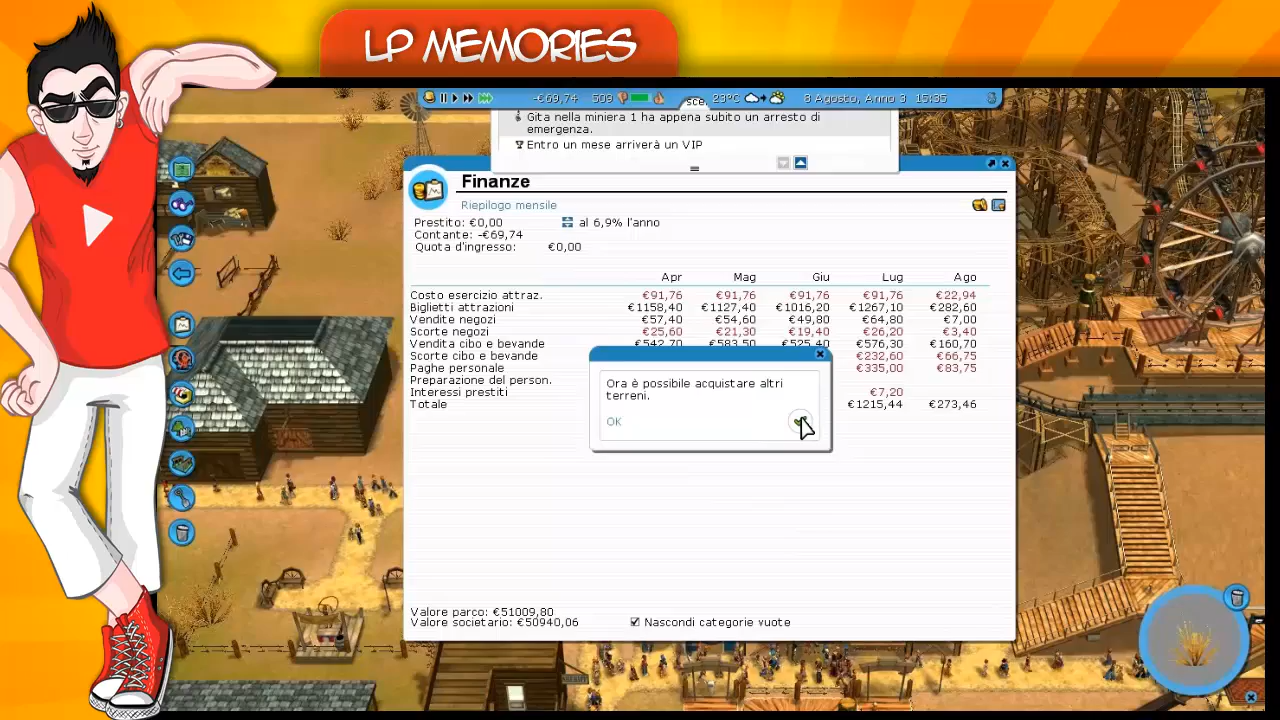 LP MEMORIES
-€69,74 509 23°C 8 Agosto, Anno 3 15:35
sce
Gita nella miniera 1 ha appena subito un arresto di
emergenza.
Entro un mese arriverà un VIP
Finanze
Riepilogo mensile
Prestito: €0,00 al 6,9% l'anno
Contante: -€69,74
Quota d'ingresso: €0,00
Apr Mag Giu Lug Ago
Costo esercizio attraz. €91,76 €91,76 €91,76 €91,76 €22,94
Biglietti attrazioni €1158,40 €1127,40 €1016,20 €1267,10 €282,60
Vendite negozi €57,40 €54,60 €49,80 €64,80 €7,00
Scorte negozi €25,60 €21,30 €19,40 €26,20 €3,40
Vendita cibo e bevande €542,70 €583,50 €525,40 €576,30 €160,70
Scorte cibo e bevande €232,60 €66,75
Paghe personale €335,00 €83,75
Preparazione del person.
Interessi prestiti €7,20
Totale €1215,44 €273,46
Ora è possibile acquistare altri
terreni.
OK
Valore parco: €51009,80
Valore societario: €50940,06
Nascondi categorie vuote